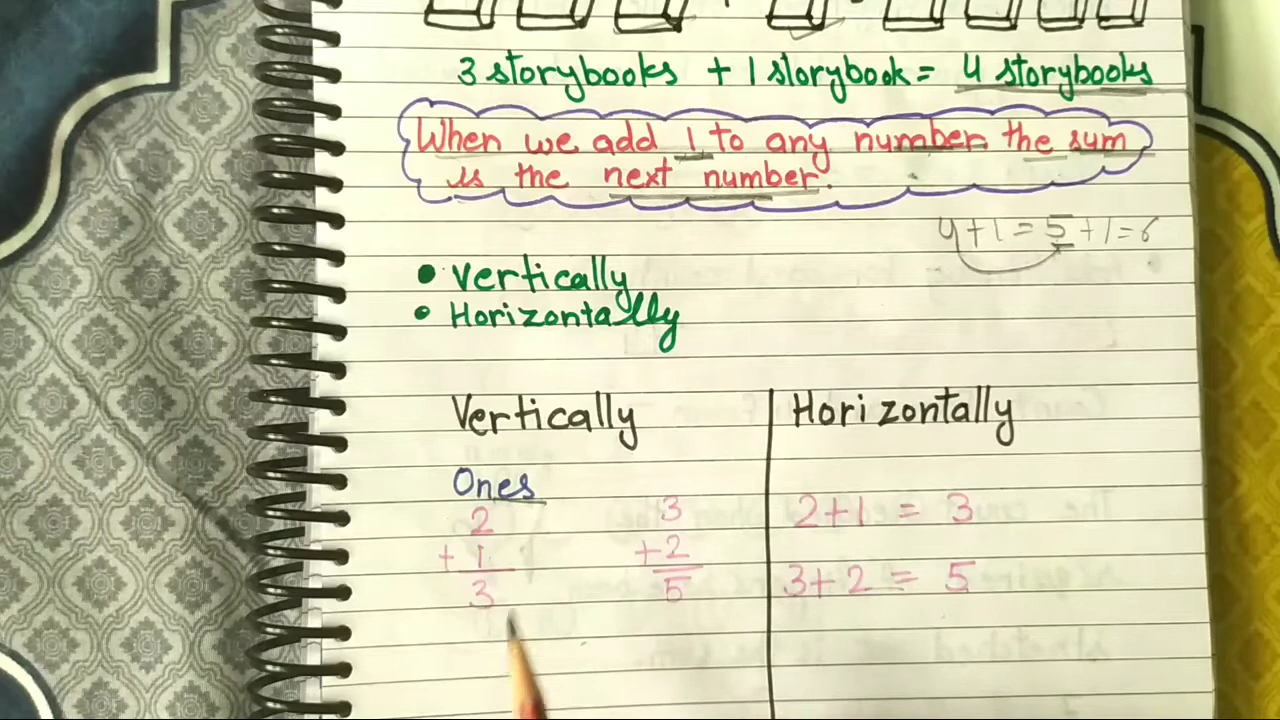 3 storybooks + 1 storybook = 4 storybooks
When we add 1 to any number the sum
is the next number.
4+1=5+1=6
• Vertically
• Horizontally
Vertically
Horizontally
Ones
2
+1
3
3
+2
5
2+1 = 3
3+2 = 5